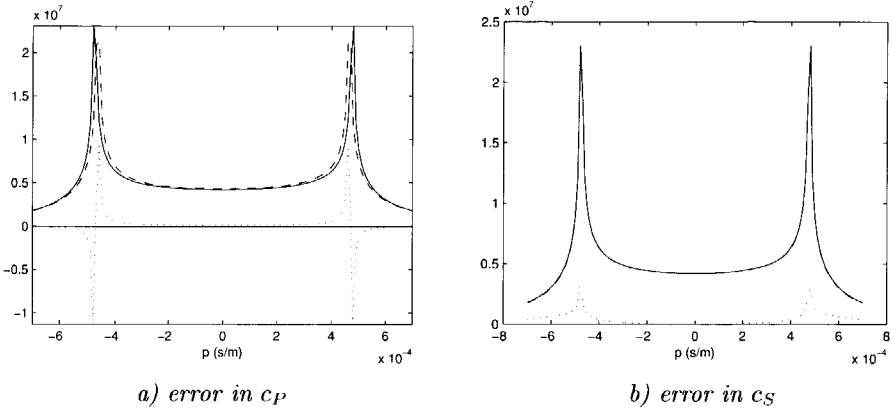 x 10^7
2
1.5
1
0.5
0
−0.5
−1
−6 −4 −2 0 2 4 6
p (s/m)
x 10^-4
a) error in c_P
x 10^7
2.5
2
1.5
1
0.5
0
−8 −6 −4 −2 0 2 4 6 8
p (s/m)
x 10^-4
b) error in c_S